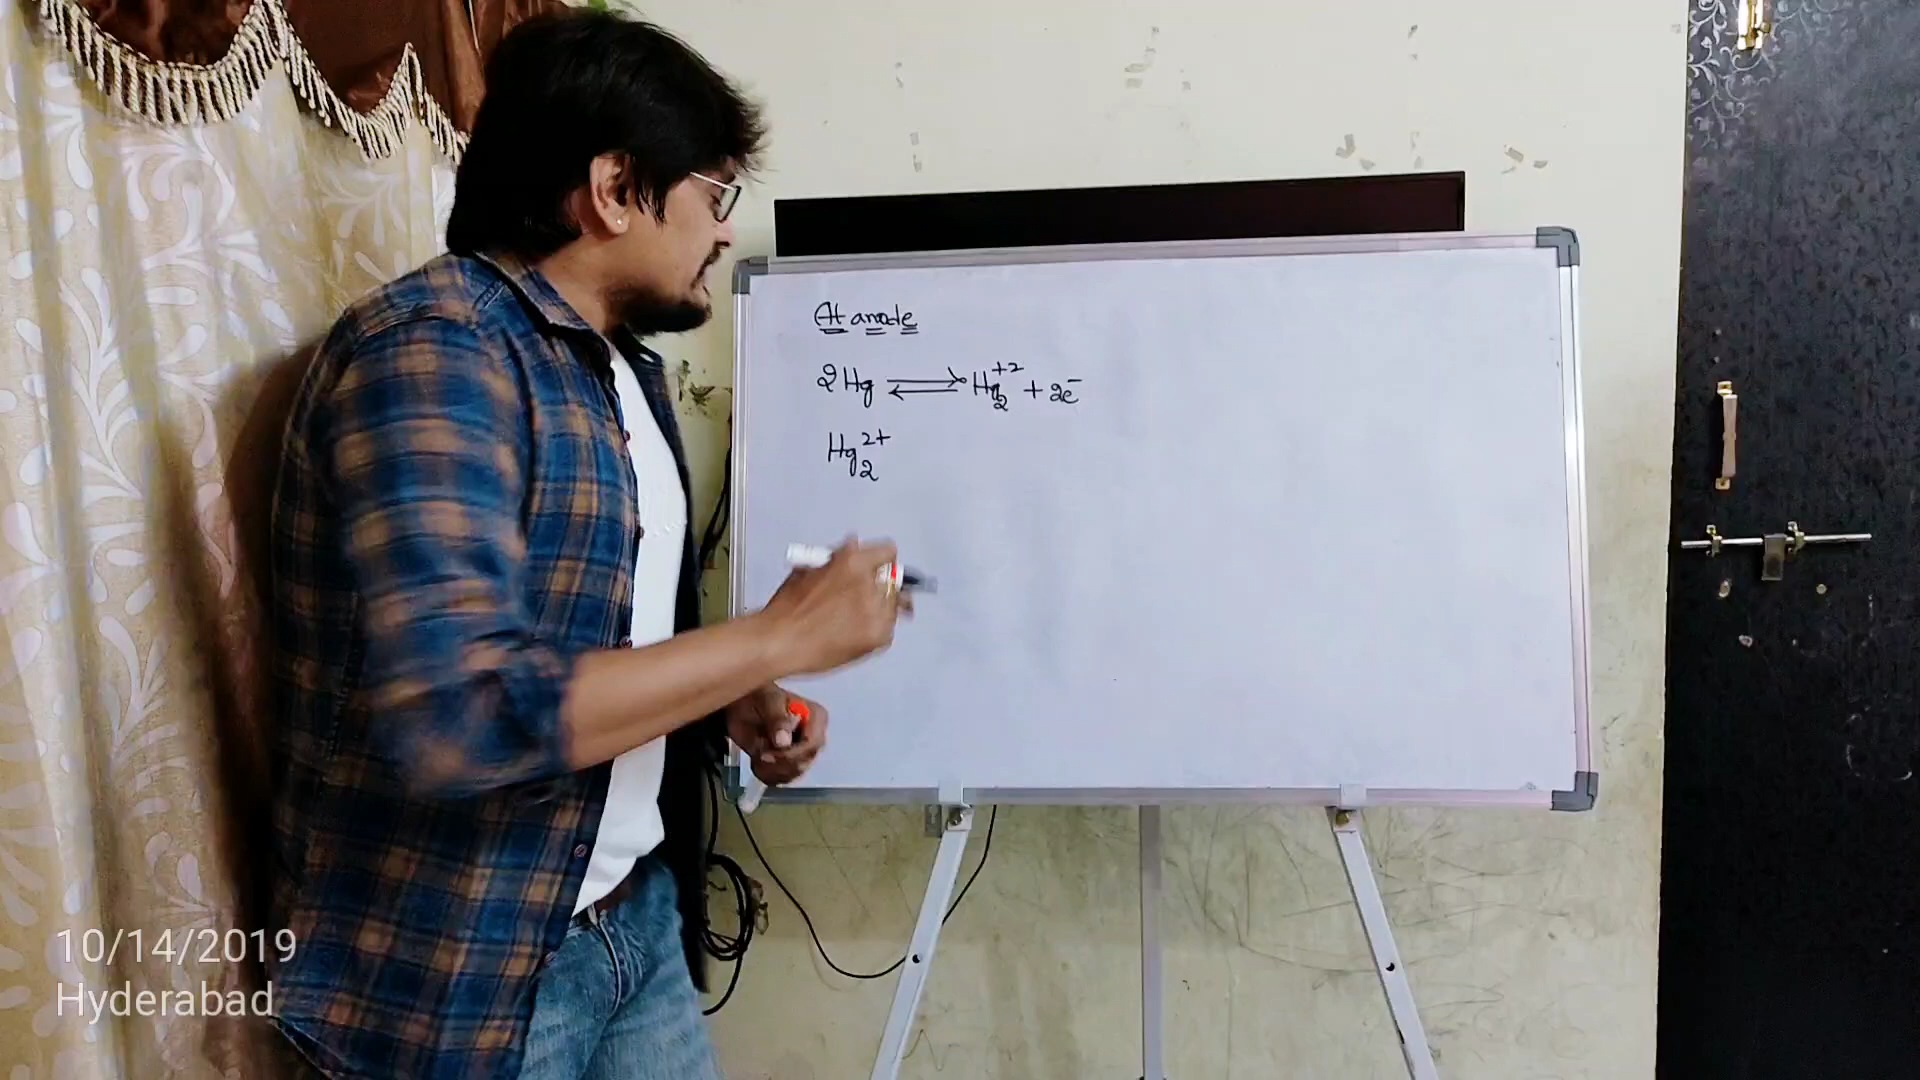 At anode
2Hg ⇌ Hg₂⁺² + 2e⁻
Hg₂²⁺
10/14/2019
Hyderabad